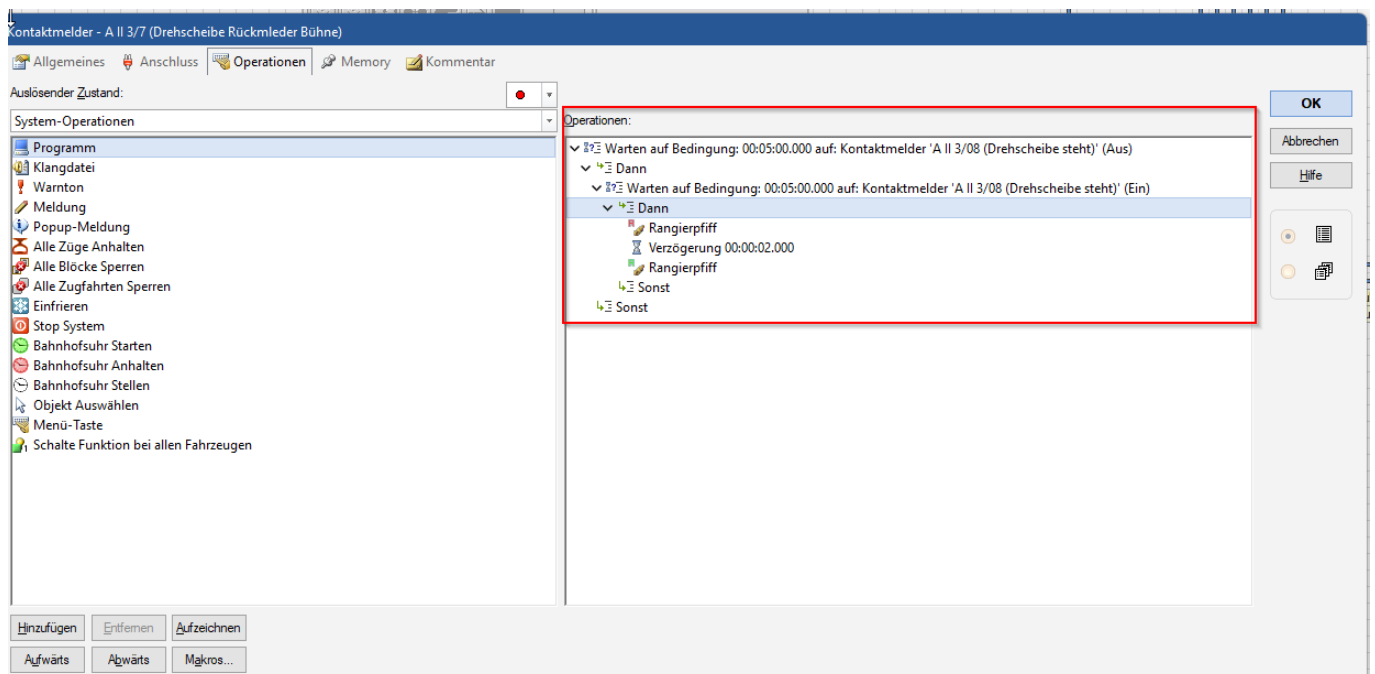 Kontaktmelder - A II 3/7 (Drehscheibe Rückmleder Bühne)
Allgemeines Anschluss Operationen Memory Kommentar
Auslösender Zustand:
System-Operationen
Programm
Klangdatei
Warnton
Meldung
Popup-Meldung
Alle Züge Anhalten
Alle Blöcke Sperren
Alle Zugfahrten Sperren
Einfrieren
Stop System
Bahnhofsuhr Starten
Bahnhofsuhr Anhalten
Bahnhofsuhr Stellen
Objekt Auswählen
Menü-Taste
Schalte Funktion bei allen Fahrzeugen
Operationen:
Warten auf Bedingung: 00:05:00.000 auf: Kontaktmelder 'A II 3/08 (Drehscheibe steht)' (Aus)
Dann
Warten auf Bedingung: 00:05:00.000 auf: Kontaktmelder 'A II 3/08 (Drehscheibe steht)' (Ein)
Dann
Rangierpfiff
Verzögerung 00:00:02.000
Rangierpfiff
Sonst
Sonst
OK
Abbrechen
Hilfe
Hinzufügen Entfernen Aufzeichnen
Aufwärts Abwärts Makros...